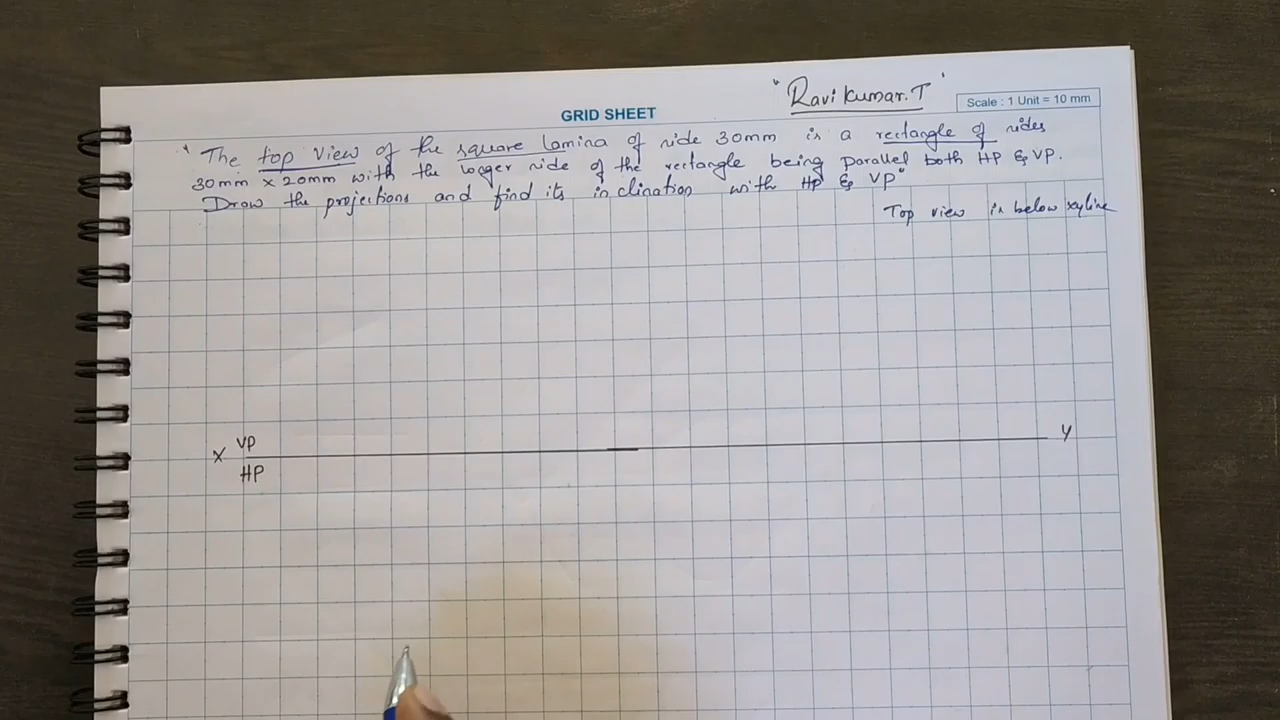 "Ravi Kumar.T"
GRID SHEET
Scale : 1 Unit = 10 mm
" The top view of the square lamina of side 30mm is a rectangle of sides
30mm x 20mm with the longer side of the rectangle being parallel both HP & VP.
Draw the projections and find its inclination with HP & VP"
Top view is below xyline
X VP Y
HP